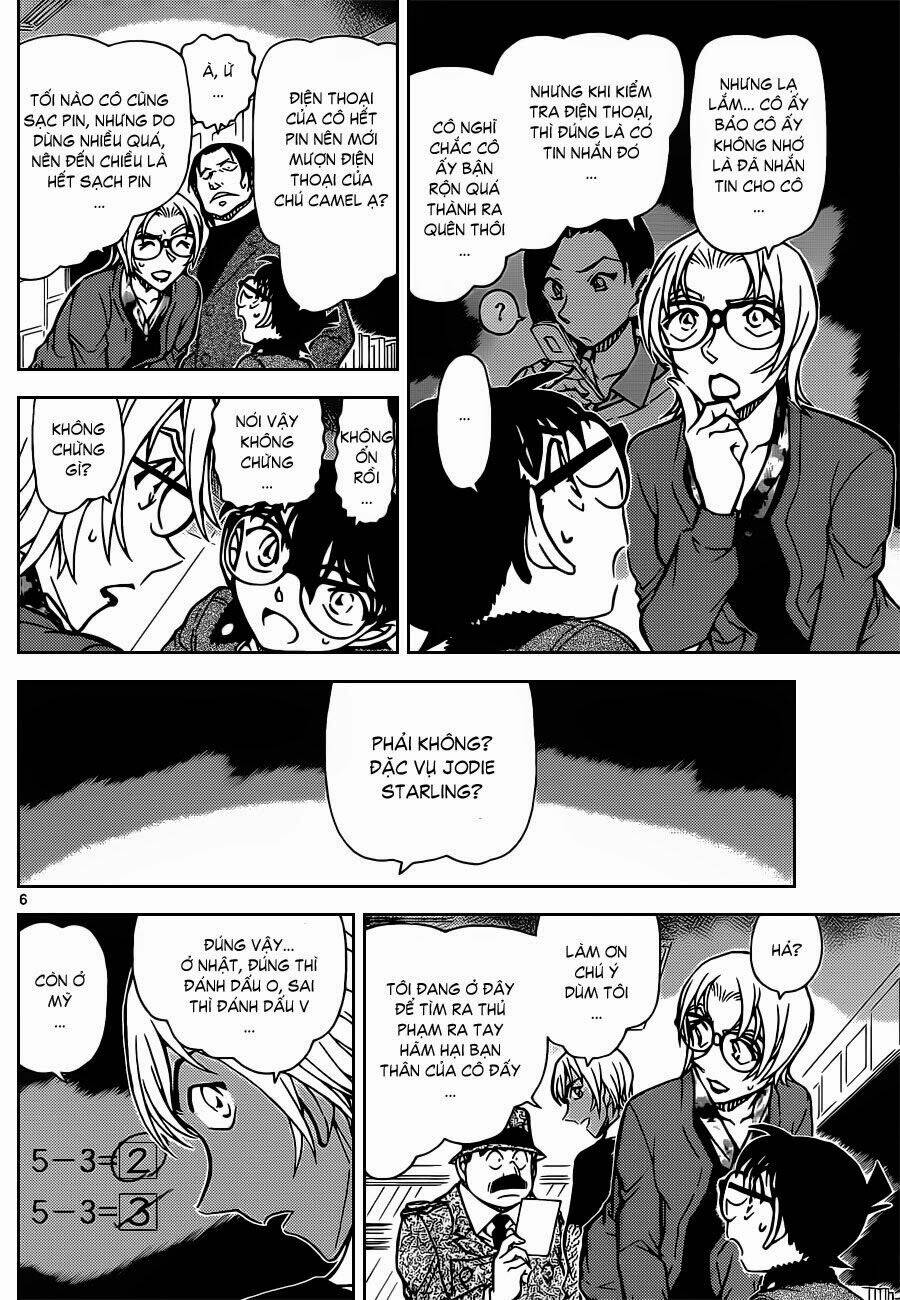 NHƯNG LẠ
LẮM... CÔ ẤY
BẢO CÔ ẤY
KHÔNG NHỚ
LÀ ĐÃ NHẮN
TIN CHO CÔ
...
NHƯNG KHI KIỂM
TRA ĐIỆN THOẠI,
THÌ ĐÚNG LÀ CÓ
TIN NHẮN ĐÓ
...
CÔ NGHĨ
CHẮC CÔ
ẤY BẬN
RỘN QUÁ
THÀNH RA
QUÊN THÔI
?
...
ĐIỆN THOẠI
CỦA CÔ HẾT
PIN NÊN MỚI
MƯỢN ĐIỆN
THOẠI CỦA
CHÚ CAMEL Ạ?
À, Ừ
...
TỐI NÀO CÔ CŨNG
SẠC PIN, NHƯNG DO
DÙNG NHIỀU QUÁ,
NÊN ĐẾN CHIỀU LÀ
HẾT SẠCH PIN
...
KHÔNG
ỔN
RỒI
...
NÓI VẬY
KHÔNG
CHỪNG
...
KHÔNG
CHỪNG
GÌ?
PHẢI KHÔNG?
ĐẶC VỤ JODIE
STARLING?
6
HẢ?
LÀM ƠN
CHÚ Ý
DÙM TÔI
...
TÔI ĐANG Ở ĐÂY
ĐỂ TÌM RA THỦ
PHẠM RA TAY
HÃM HẠI BẠN
THÂN CỦA CÔ ĐẤY
...
ĐÚNG VẬY...
Ở NHẬT, ĐÚNG THÌ
ĐÁNH DẤU O, SAI
THÌ ĐÁNH DẤU V
...
CÒN Ở
MỸ
...
5-3=2
5-3=3